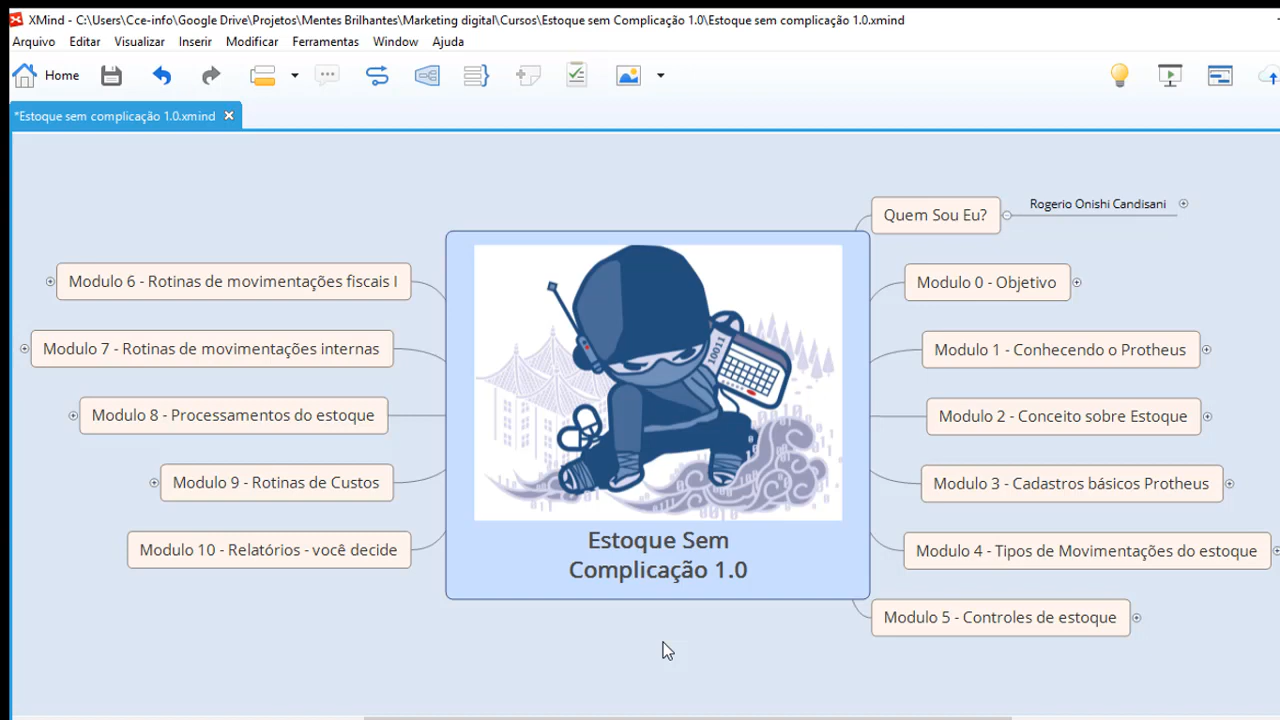 XMind - C:\Users\Cce-info\Google Drive\Projetos\Mentes Brilhantes\Marketing digital\Cursos\Estoque sem Complicação 1.0\Estoque sem complicação 1.0.xmind
Arquivo Editar Visualizar Inserir Modificar Ferramentas Window Ajuda
Home
*Estoque sem complicação 1.0.xmind
Quem Sou Eu?
Rogerio Onishi Candisani
Modulo 0 - Objetivo
Modulo 1 - Conhecendo o Protheus
Modulo 2 - Conceito sobre Estoque
Modulo 3 - Cadastros básicos Protheus
Modulo 4 - Tipos de Movimentações do estoque
Modulo 5 - Controles de estoque
Modulo 6 - Rotinas de movimentações fiscais I
Modulo 7 - Rotinas de movimentações internas
Modulo 8 - Processamentos do estoque
Modulo 9 - Rotinas de Custos
Modulo 10 - Relatórios - você decide
10011
Estoque Sem
Complicação 1.0